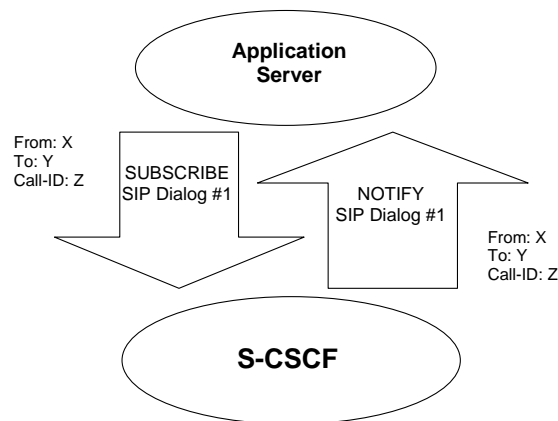 Application
Server
From: X
To: Y
Call-ID: Z
SUBSCRIBE
SIP Dialog #1
NOTIFY
SIP Dialog #1
From: X
To: Y
Call-ID: Z
S-CSCF